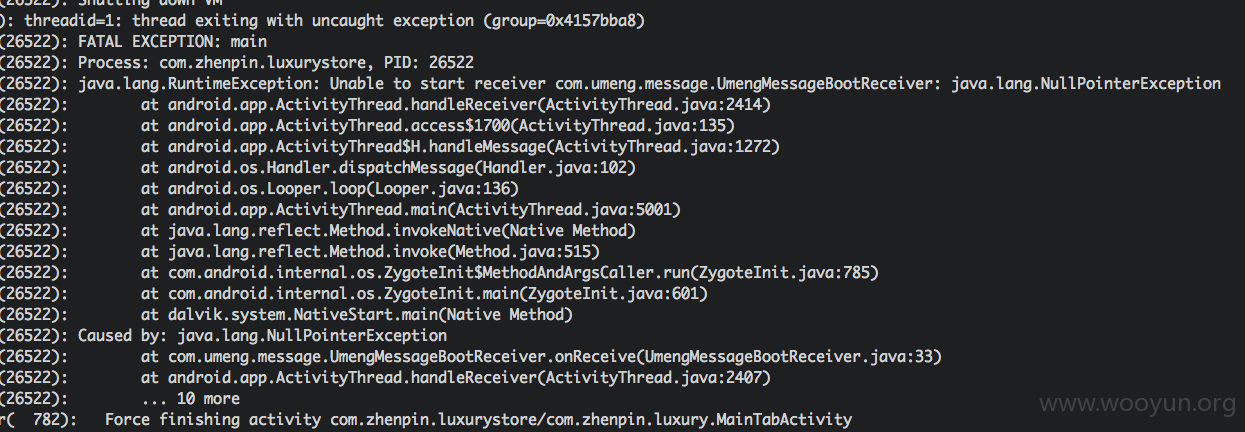 (26522): Shutting down VM
): threadid=1: thread exiting with uncaught exception (group=0x4157bba8)
(26522): FATAL EXCEPTION: main
(26522): Process: com.zhenpin.luxurystore, PID: 26522
(26522): java.lang.RuntimeException: Unable to start receiver com.umeng.message.UmengMessageBootReceiver: java.lang.NullPointerException
(26522):        at android.app.ActivityThread.handleReceiver(ActivityThread.java:2414)
(26522):        at android.app.ActivityThread.access$1700(ActivityThread.java:135)
(26522):        at android.app.ActivityThread$H.handleMessage(ActivityThread.java:1272)
(26522):        at android.os.Handler.dispatchMessage(Handler.java:102)
(26522):        at android.os.Looper.loop(Looper.java:136)
(26522):        at android.app.ActivityThread.main(ActivityThread.java:5001)
(26522):        at java.lang.reflect.Method.invokeNative(Native Method)
(26522):        at java.lang.reflect.Method.invoke(Method.java:515)
(26522):        at com.android.internal.os.ZygoteInit$MethodAndArgsCaller.run(ZygoteInit.java:785)
(26522):        at com.android.internal.os.ZygoteInit.main(ZygoteInit.java:601)
(26522):        at dalvik.system.NativeStart.main(Native Method)
(26522): Caused by: java.lang.NullPointerException
(26522):        at com.umeng.message.UmengMessageBootReceiver.onReceive(UmengMessageBootReceiver.java:33)
(26522):        at android.app.ActivityThread.handleReceiver(ActivityThread.java:2407)
(26522):        ... 10 more
r(  782):   Force finishing activity com.zhenpin.luxurystore/com.zhenpin.luxury.MainTabActivity
www.wooyun.org